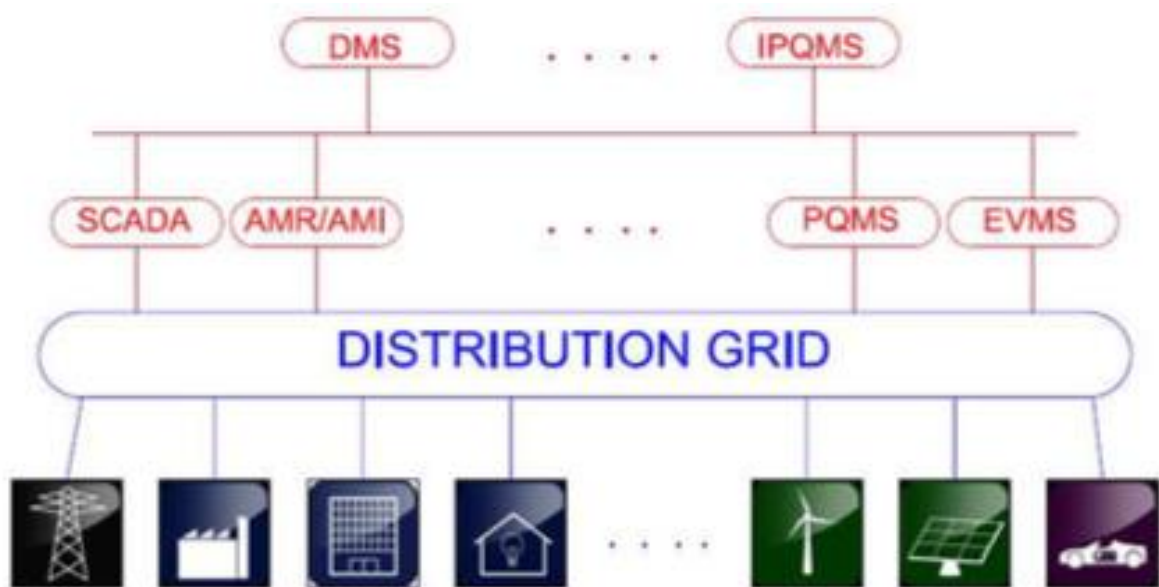 DMS
IPQMS
SCADA
AMR/AMI
PQMS
EVMS
DISTRIBUTION GRID